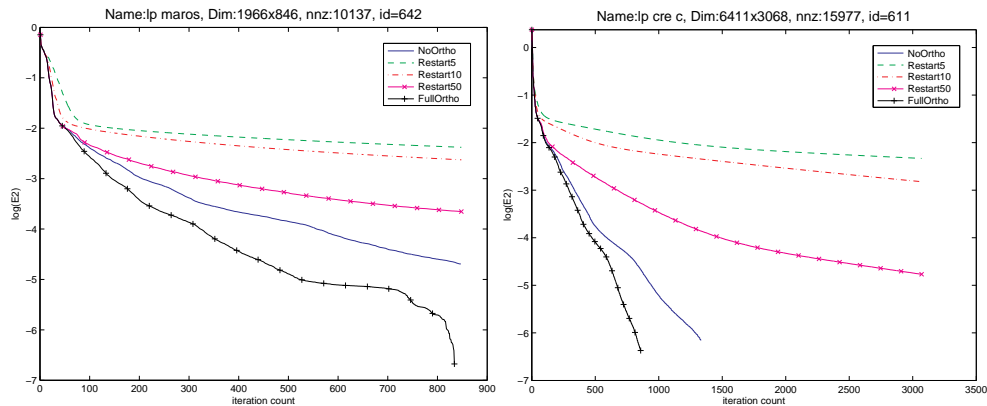 Name:lp maros, Dim:1966x846, nnz:10137, id=642
0
−1
−2
−3
−4
−5
−6
−7
log(E2)
0 100 200 300 400 500 600 700 800 900
iteration count
NoOrtho
Restart5
Restart10
Restart50
FullOrtho
Name:lp cre c, Dim:6411x3068, nnz:15977, id=611
0
−1
−2
−3
−4
−5
−6
−7
log(E2)
0 500 1000 1500 2000 2500 3000 3500
iteration count
NoOrtho
Restart5
Restart10
Restart50
FullOrtho